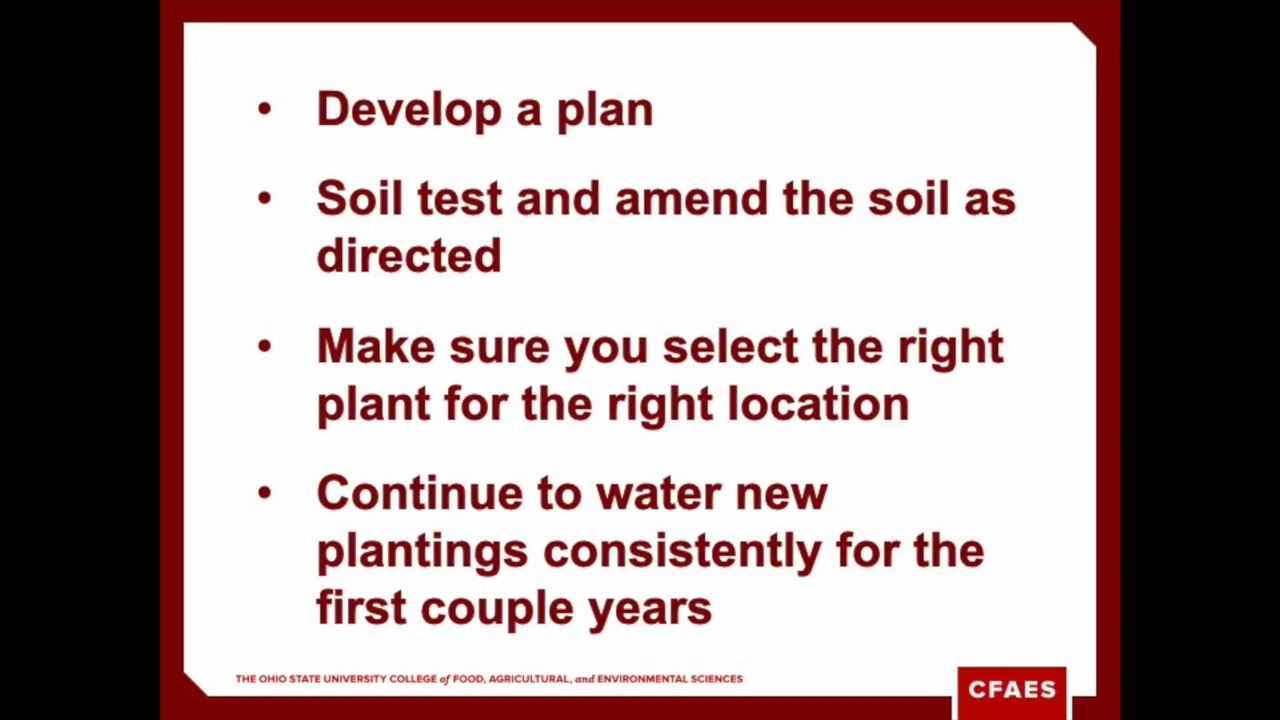 • Develop a plan
• Soil test and amend the soil as
directed
• Make sure you select the right
plant for the right location
• Continue to water new
plantings consistently for the
first couple years
THE OHIO STATE UNIVERSITY COLLEGE of FOOD, AGRICULTURAL, and ENVIRONMENTAL SCIENCES
CFAES